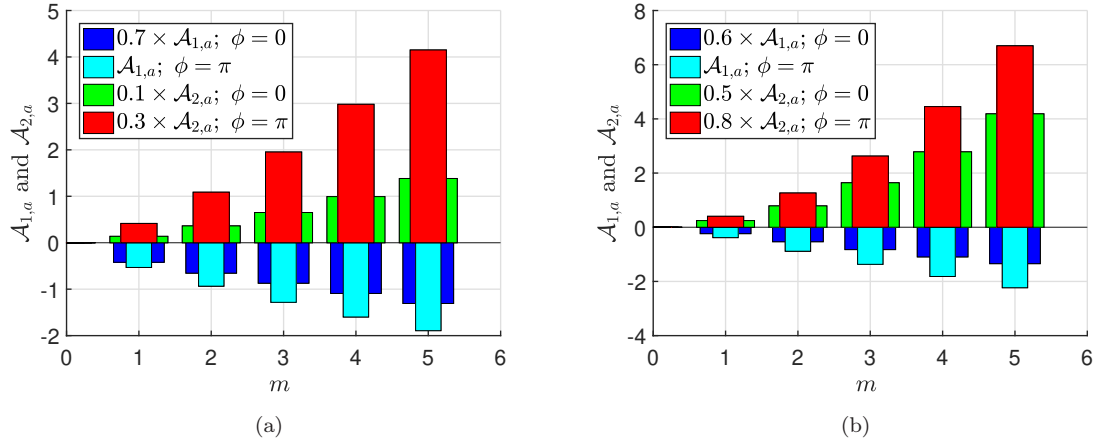 5
4
3
2
1
0
-1
-2
𝒜₁,ₐ and 𝒜₂,ₐ
0.7 × 𝒜₁,ₐ; ϕ = 0
𝒜₁,ₐ; ϕ = π
0.1 × 𝒜₂,ₐ; ϕ = 0
0.3 × 𝒜₂,ₐ; ϕ = π
0 1 2 3 4 5 6
m
(a)
8
6
4
2
0
-2
-4
𝒜₁,ₐ and 𝒜₂,ₐ
0.6 × 𝒜₁,ₐ; ϕ = 0
𝒜₁,ₐ; ϕ = π
0.5 × 𝒜₂,ₐ; ϕ = 0
0.8 × 𝒜₂,ₐ; ϕ = π
0 1 2 3 4 5 6
m
(b)